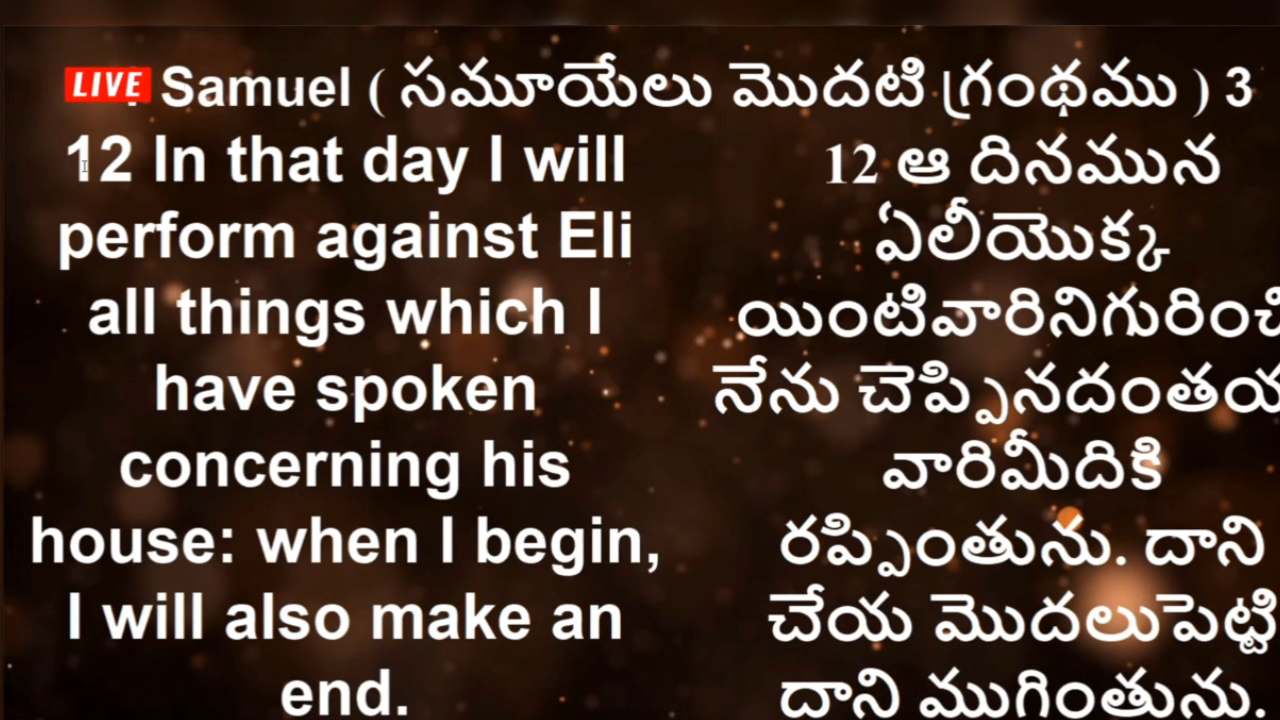 LIVE Samuel ( సమూయేలు మొదటి గ్రంథము ) 3
12 In that day I will
perform against Eli
all things which I
have spoken
concerning his
house: when I begin,
I will also make an
end.
12 ఆ దినమున
ఏలీయొక్క
యింటివారినిగురించి
నేను చెప్పినదంతయ
వారిమీదికి
రప్పింతును. దాని
చేయ మొదలుపెట్టి
దాని ముగింతును.